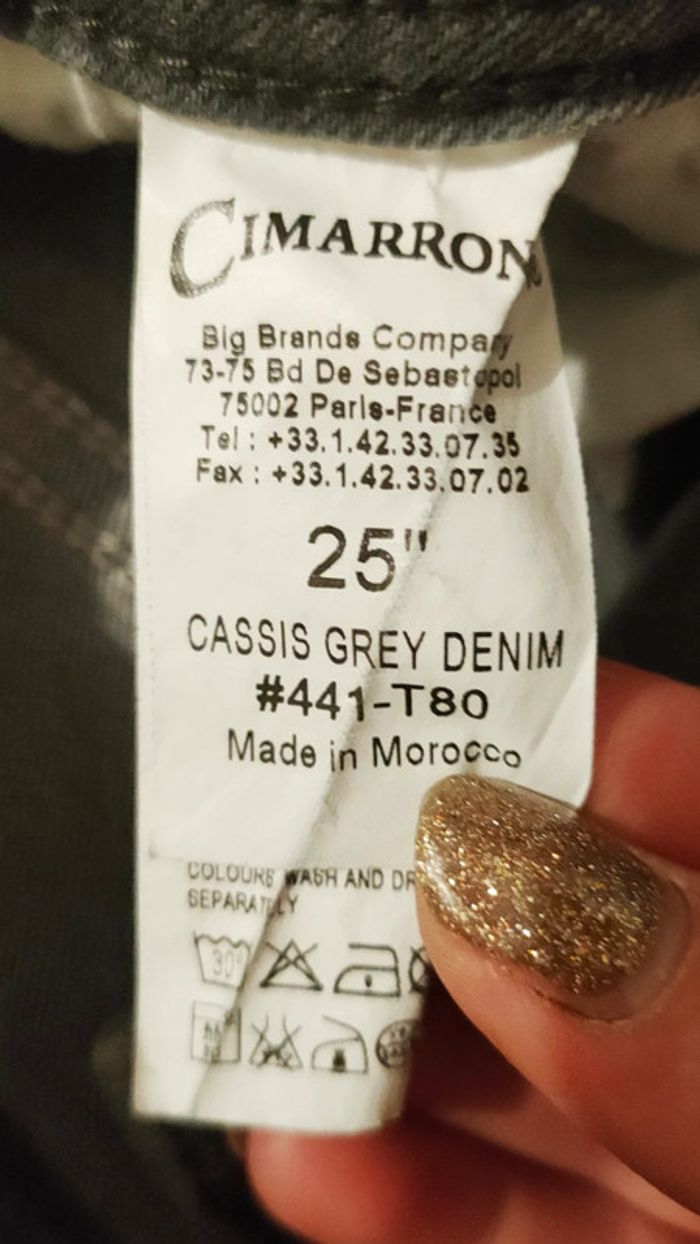 CIMARRON
Big Brands Company
73-75 Bd De Sebastopol
75002 Paris-France
Tel : +33.1.42.33.07.35
Fax : +33.1.42.33.07.02
25"
CASSIS GREY DENIM
#441-T80
Made in Morocco
COLOURS WASH AND
SEPARATELY
30°